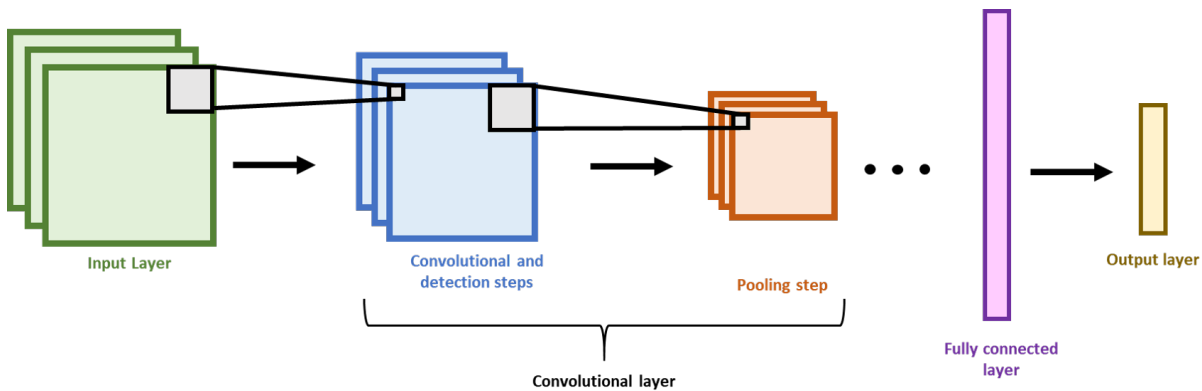 Input Layer
Convolutional and
detection steps
Pooling step
Output layer
Fully connected
layer
Convolutional layer